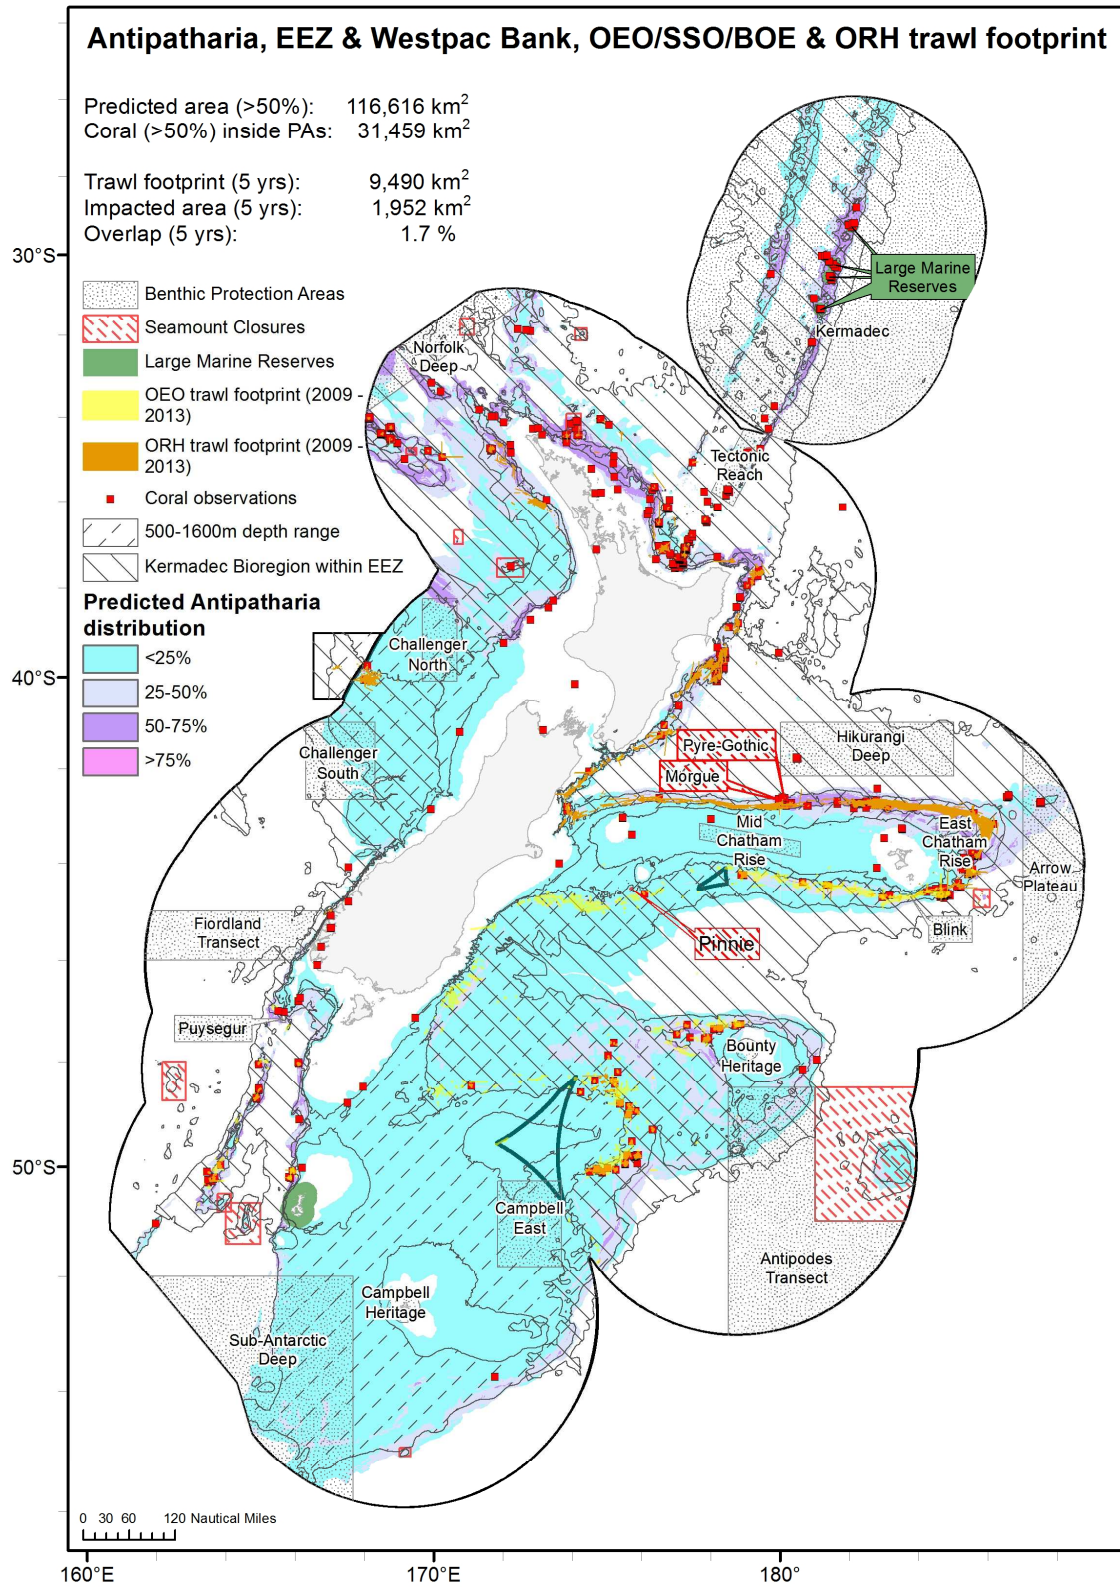 Antipatharia, EEZ & Westpac Bank, OEO/SSO/BOE & ORH trawl footprint
Predicted area (>50%): 116,616 km²
Coral (>50%) inside PAs: 31,459 km²
Trawl footprint (5 yrs): 9,490 km²
Impacted area (5 yrs): 1,952 km²
Overlap (5 yrs): 1.7 %
Benthic Protection Areas
Seamount Closures
Large Marine Reserves
OEO trawl footprint (2009 -
2013)
ORH trawl footprint (2009 -
2013)
Coral observations
500-1600m depth range
Kermadec Bioregion within EEZ
Predicted Antipatharia
distribution
<25%
25-50%
50-75%
>75%
30°S
40°S
50°S
160°E
170°E
180°
Large Marine
Reserves
Kermadec
Norfolk
Deep
Tectonic
Reach
Challenger
North
Challenger
South
Pyre-Gothic
Morgue
Hikurangi
Deep
Mid
Chatham
Rise
East
Chatham
Rise
Arrow
Plateau
Fiordland
Transect
Pinnie
Blink
Puysegur
Bounty
Heritage
Campbell
East
Antipodes
Transect
Campbell
Heritage
Sub-Antarctic
Deep
0 30 60 120 Nautical Miles